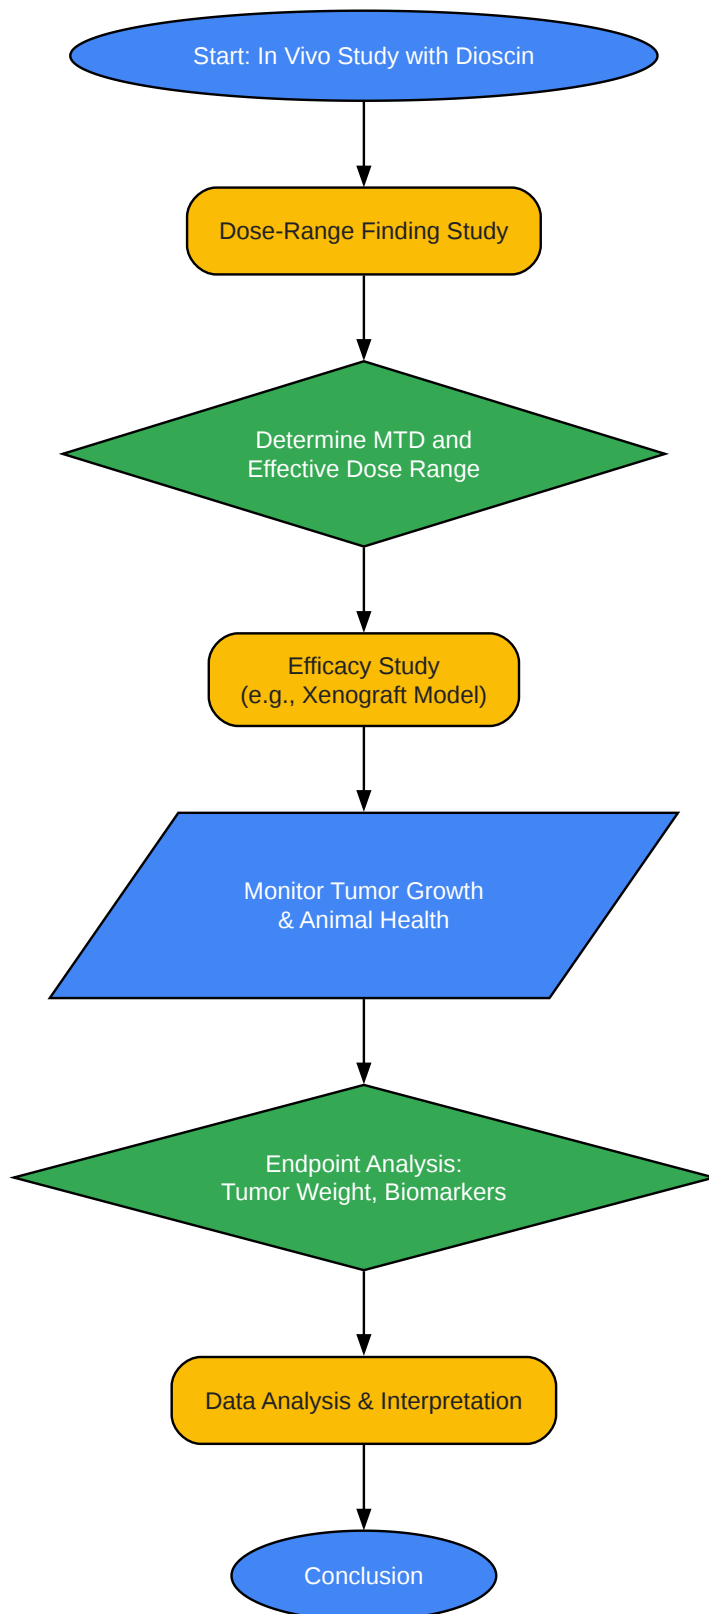 Start: In Vivo Study with Dioscin
Dose-Range Finding Study
Determine MTD and
Effective Dose Range
Efficacy Study
(e.g., Xenograft Model)
Monitor Tumor Growth
& Animal Health
Endpoint Analysis:
Tumor Weight, Biomarkers
Data Analysis & Interpretation
Conclusion